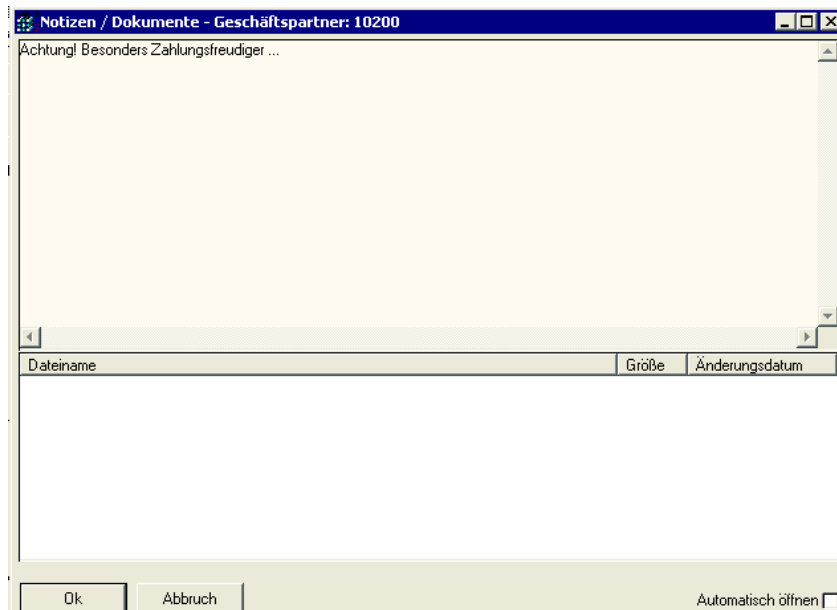 Notizen / Dokumente - Geschäftspartner: 10200
Achtung! Besonders Zahlungsfreudiger ...
Dateiname Größe Änderungsdatum
Ok Abbruch Automatisch öffnen